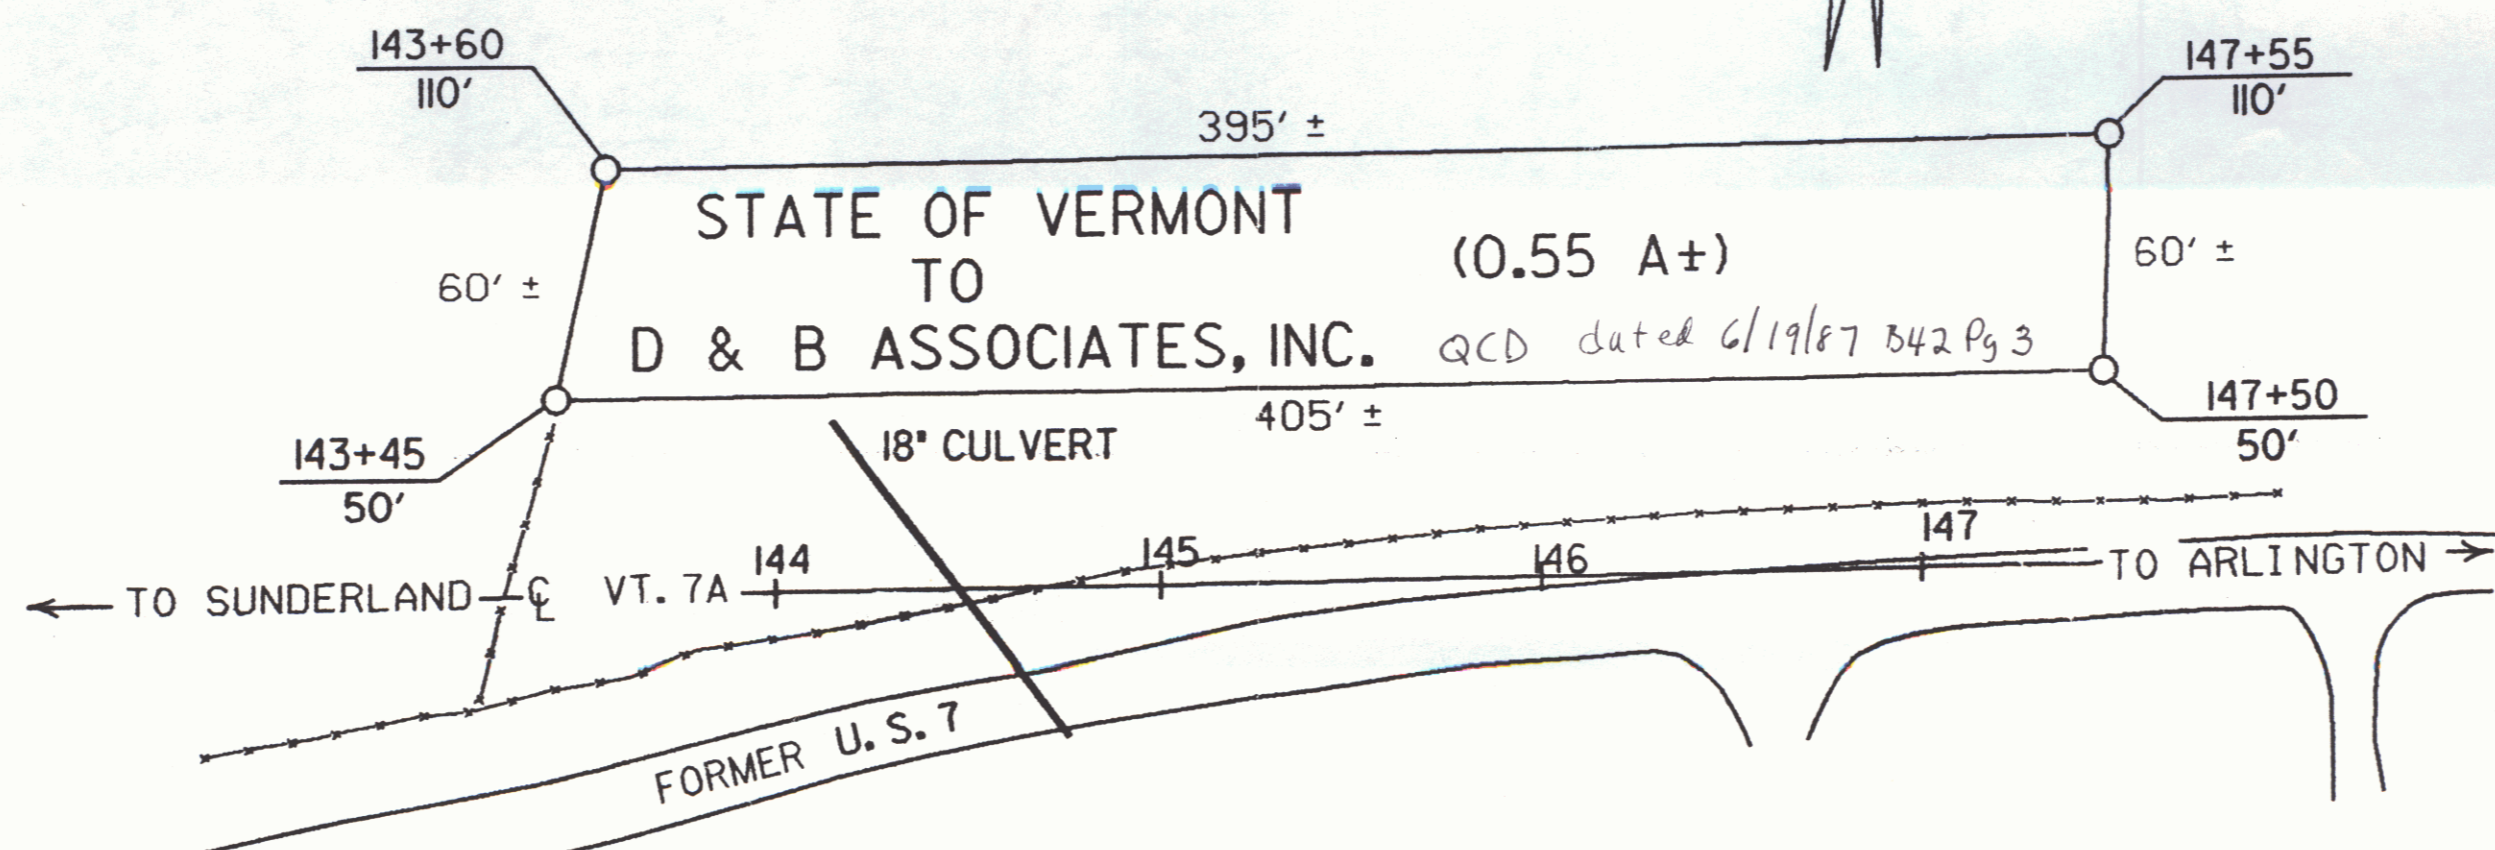 143+60
110'
147+55
110'
395' ±
STATE OF VERMONT
TO
D & B ASSOCIATES, INC.
(0.55 A±)
QCD dated 6/19/87 B42 Pg 3
60' ±
60' ±
143+45
50'
405' ±
147+50
50'
18" CULVERT
144
145
146
147
← TO SUNDERLAND
℄ VT. 7A
TO ARLINGTON →
FORMER U.S. 7